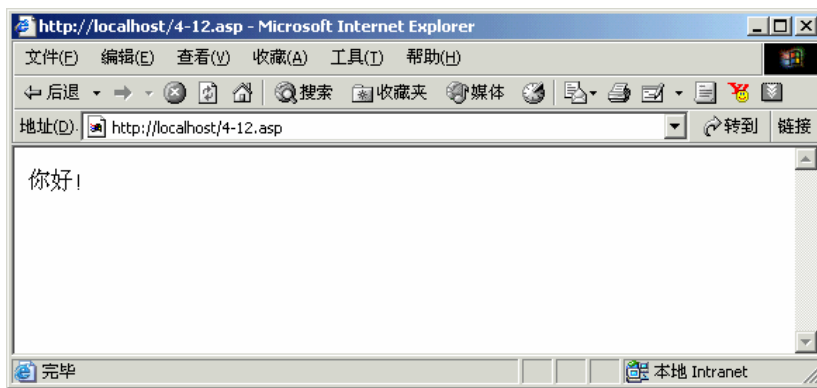 http://localhost/4-12.asp - Microsoft Internet Explorer
文件(F) 编辑(E) 查看(V) 收藏(A) 工具(T) 帮助(H)
后退 搜索 收藏夹 媒体
地址(D) http://localhost/4-12.asp 转到 链接
你好!
完毕 本地 Intranet